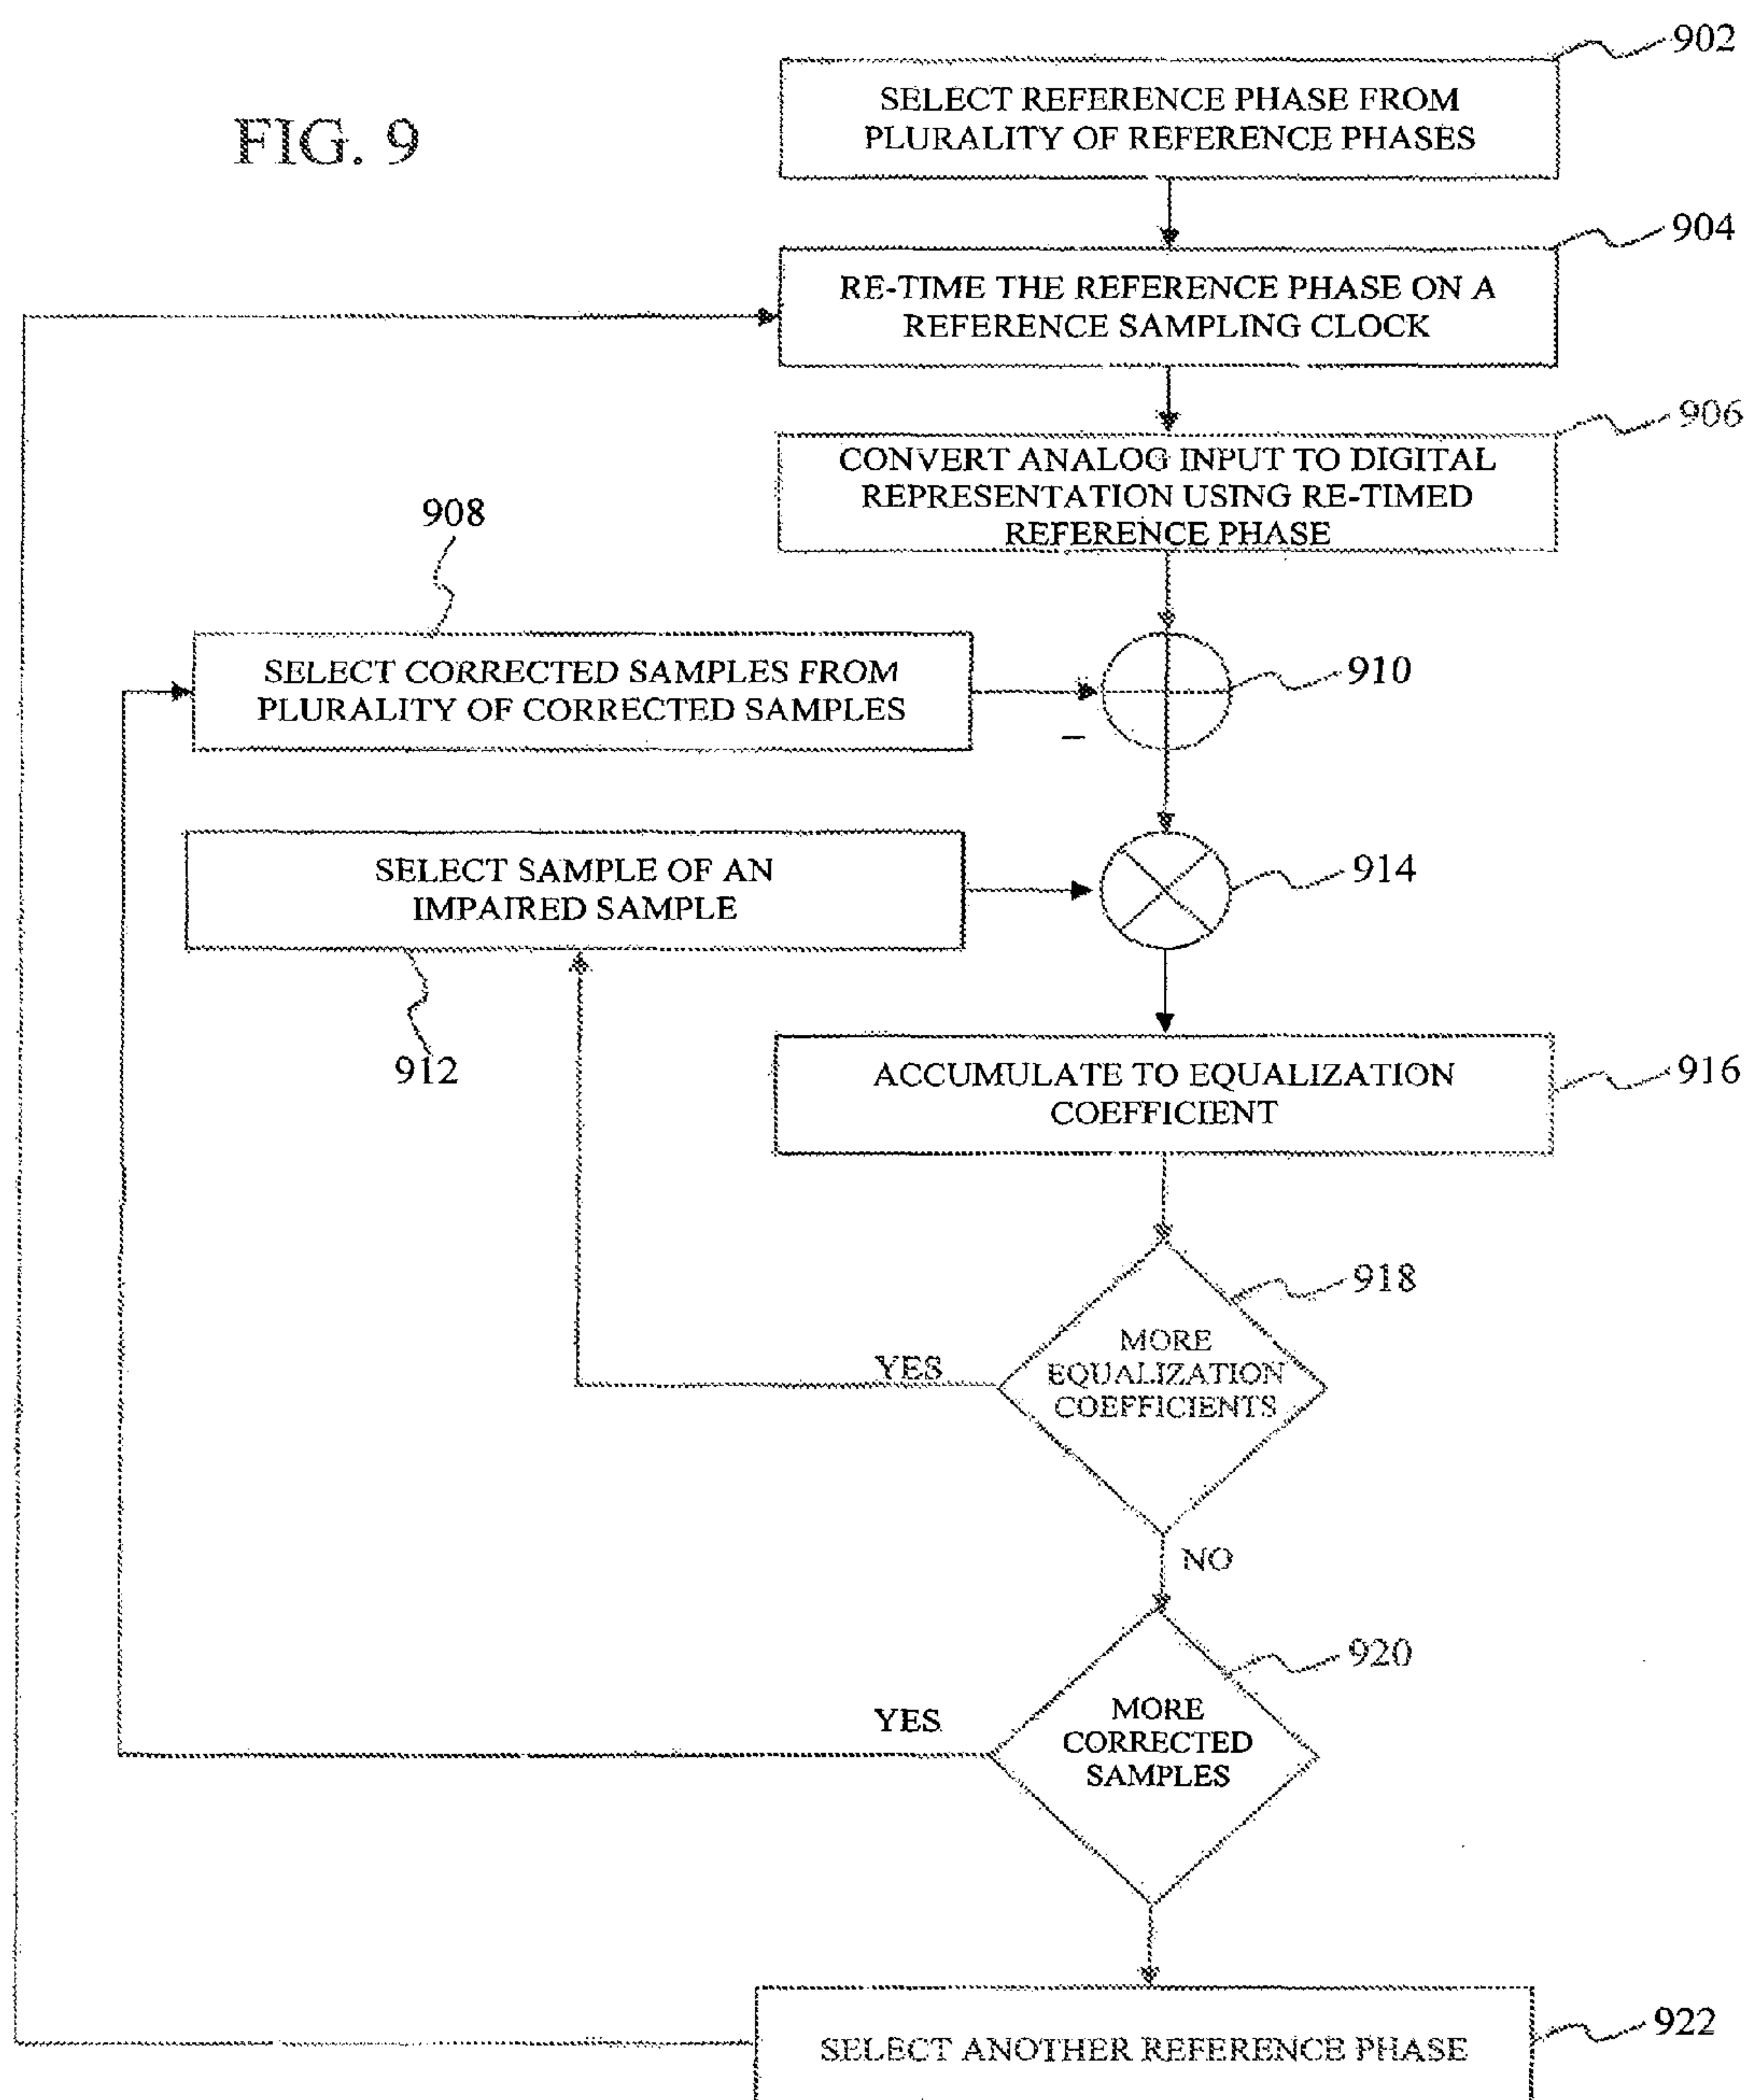 FIG. 9
902
SELECT REFERENCE PHASE FROM
PLURALITY OF REFERENCE PHASES
904
RE-TIME THE REFERENCE PHASE ON A
REFERENCE SAMPLING CLOCK
906
CONVERT ANALOG INPUT TO DIGITAL
REPRESENTATION USING RE-TIMED
REFERENCE PHASE
908
SELECT CORRECTED SAMPLES FROM
PLURALITY OF CORRECTED SAMPLES
910
–
SELECT SAMPLE OF AN
IMPAIRED SAMPLE
914
912
ACCUMULATE TO EQUALIZATION
COEFFICIENT
916
918
MORE
EQUALIZATION
COEFFICIENTS
YES
NO
920
MORE
CORRECTED
SAMPLES
YES
922
SELECT ANOTHER REFERENCE PHASE